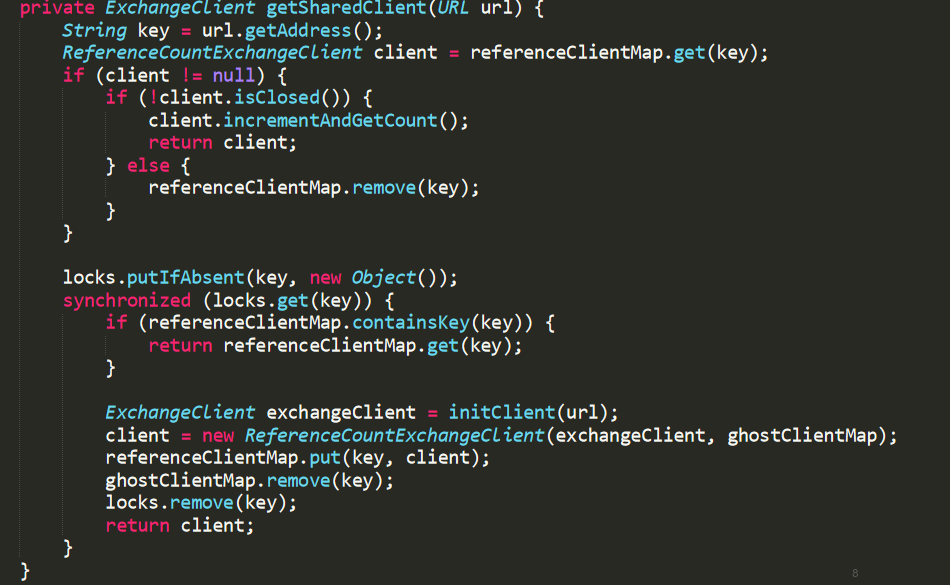 private ExchangeClient getSharedClient(URL url) {
    String key = url.getAddress();
    ReferenceCountExchangeClient client = referenceClientMap.get(key);
    if (client != null) {
        if (!client.isClosed()) {
            client.incrementAndGetCount();
            return client;
        } else {
            referenceClientMap.remove(key);
        }
    }

    locks.putIfAbsent(key, new Object());
    synchronized (locks.get(key)) {
        if (referenceClientMap.containsKey(key)) {
            return referenceClientMap.get(key);
        }

        ExchangeClient exchangeClient = initClient(url);
        client = new ReferenceCountExchangeClient(exchangeClient, ghostClientMap);
        referenceClientMap.put(key, client);
        ghostClientMap.remove(key);
        locks.remove(key);
        return client;
    }
}
8